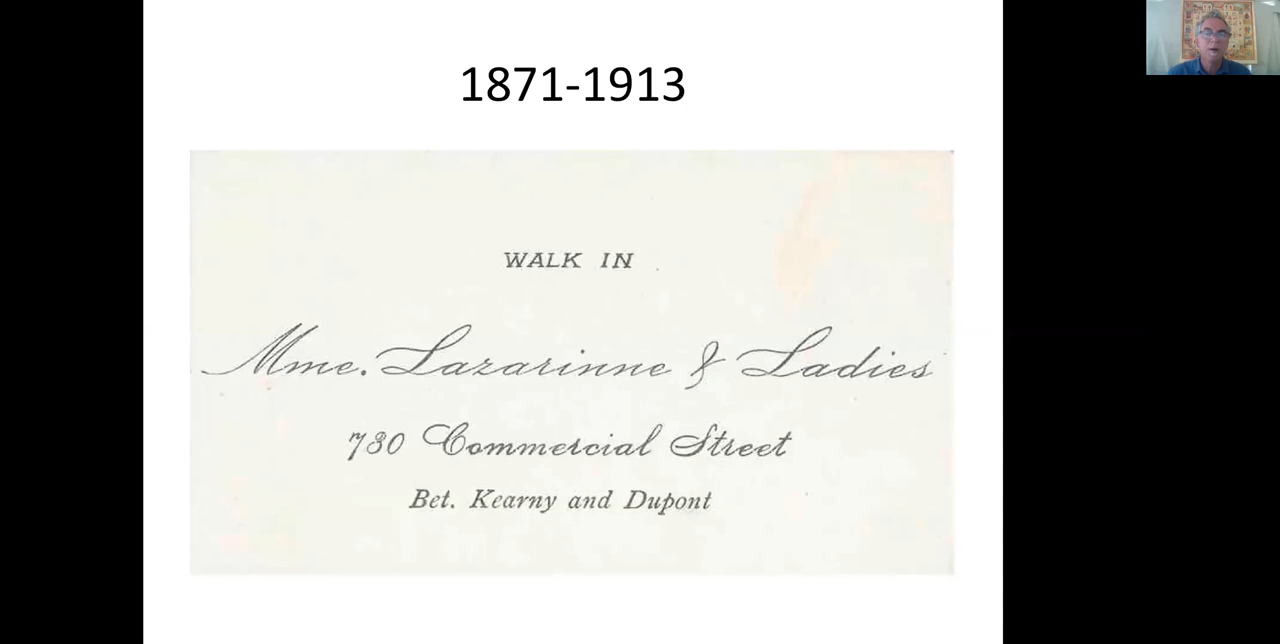 1871-1913
WALK IN
Mme. Lazarinne & Ladies
730 Commercial Street
Bet. Kearny and Dupont